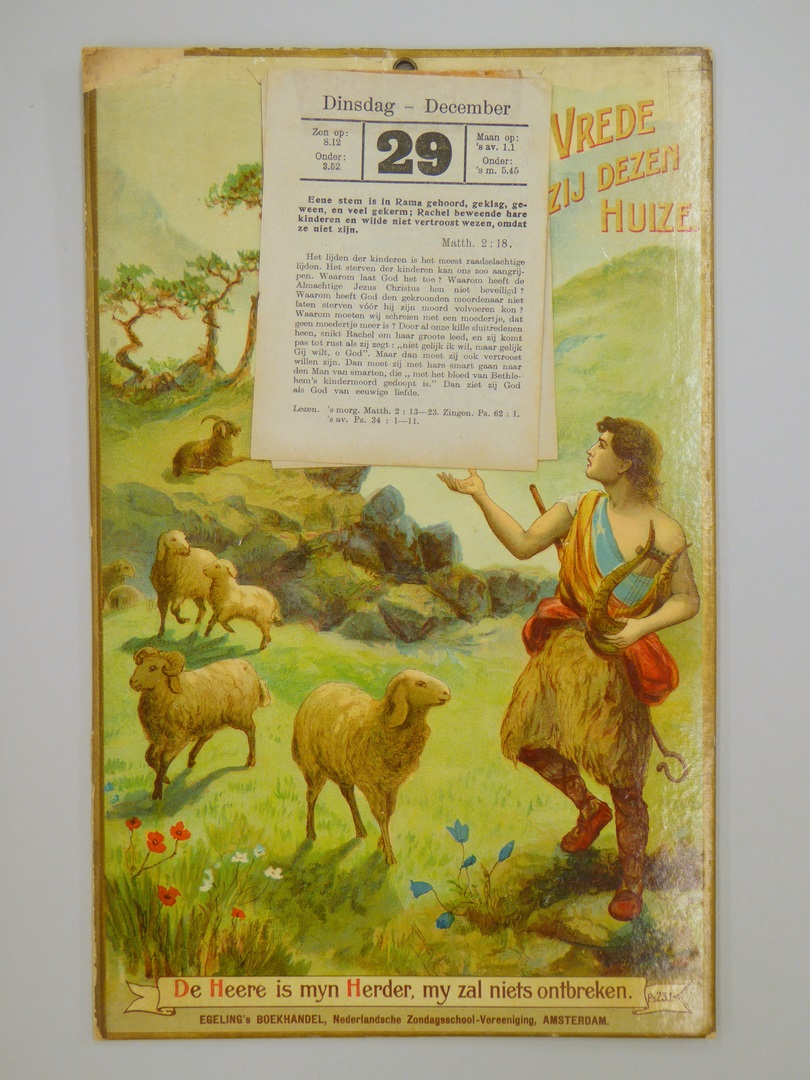 Dinsdag – December
Zon op:
8.12
Onder:
3.52
29
Maan op:
's av. 1.1
Onder:
's m. 5.45
Eene stem is in Rama gehoord, geklag, ge-
ween, en veel gekerm; Rachel beweende hare
kinderen en wilde niet vertroost wezen, omdat
ze niet zijn.
Matth. 2 : 18.
Het lijden der kinderen is het meest raadselachtige
lijden. Het sterven der kinderen kan ons zoo aangrij-
pen. Waarom laat God het toe? Waarom heeft de
Almachtige Jezus Christus hen niet beveiligd?
Waarom heeft God den gekroonden moordenaar niet
laten sterven vóór hij zijn moord volvoeren kon?
Waarom moeten wij schreien met een moedertje, dat
geen moedertje meer is? Door al onze kille sluitredenen
heen, snikt Rachel om haar groote leed, en zij komt
pas tot rust als zij zegt: „niet gelijk ik wil, maar gelijk
Gij wilt, o God”. Maar dan moet zij ook vertroost
willen zijn. Dan moet zij met hare smart gaan naar
den Man van smarten, die „ met het bloed van Bethle-
hem's kindermoord gedoopt is.” Dan ziet zij God
als God van eeuwige liefde.
Lezen. 's morg. Matth. 2 : 13—23. Zingen. Ps. 62 : 1.
's av. Ps. 34 : 1—11.
VREDE
ZIJ DEZEN
HUIZE.
De Heere is myn Herder, my zal niets ontbreken.
Ps 23.1
EGELING's BOEKHANDEL, Nederlandsche Zondagsschool-Vereeniging, AMSTERDAM.